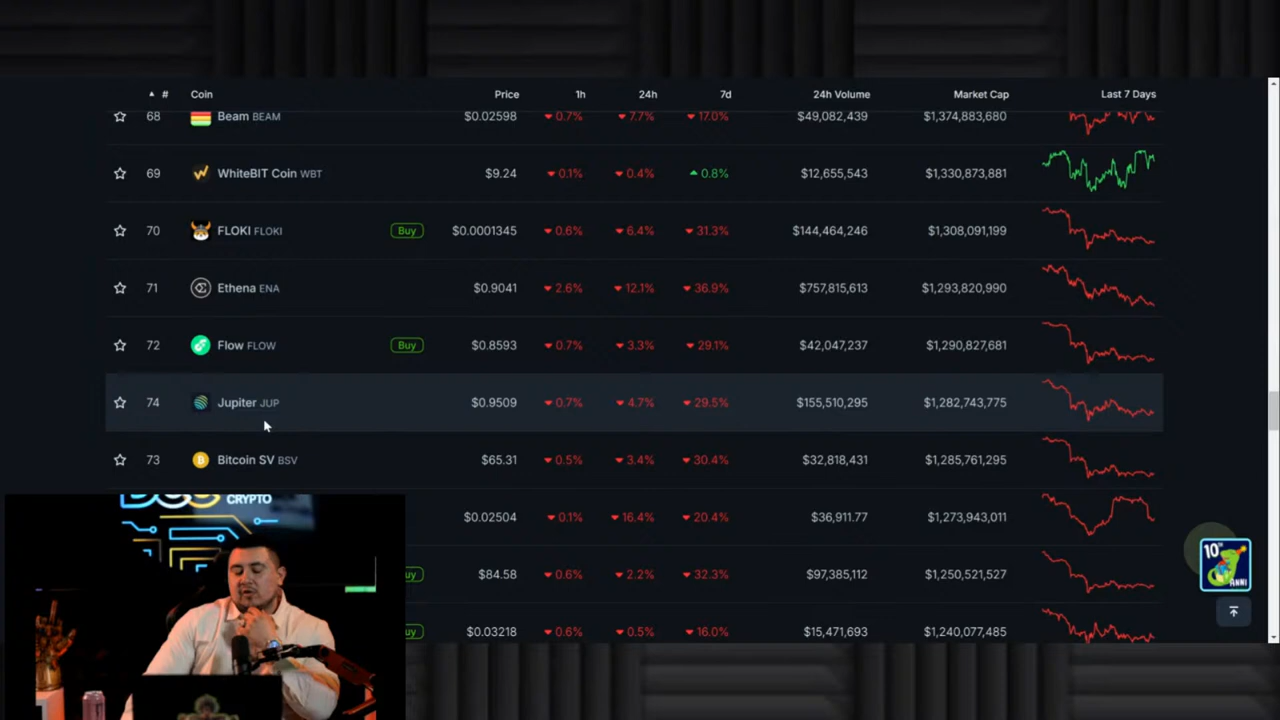 ▲ # Coin Price 1h 24h 7d 24h Volume Market Cap Last 7 Days
68 Beam BEAM $0.02598 ▼ 0.7% ▼ 7.7% ▼ 17.0% $49,082,439 $1,374,883,680
69 WhiteBIT Coin WBT $9.24 ▼ 0.1% ▼ 0.4% ▲ 0.8% $12,655,543 $1,330,873,881
70 FLOKI FLOKI Buy $0.0001345 ▼ 0.6% ▼ 6.4% ▼ 31.3% $144,464,246 $1,308,091,199
71 Ethena ENA $0.9041 ▼ 2.6% ▼ 12.1% ▼ 36.9% $757,815,613 $1,293,820,990
72 Flow FLOW Buy $0.8593 ▼ 0.7% ▼ 3.3% ▼ 29.1% $42,047,237 $1,290,827,681
74 Jupiter JUP $0.9509 ▼ 0.7% ▼ 4.7% ▼ 29.5% $155,510,295 $1,282,743,775
73 Bitcoin SV BSV $65.31 ▼ 0.5% ▼ 3.4% ▼ 30.4% $32,818,431 $1,285,761,295
$0.02504 ▼ 0.1% ▼ 16.4% ▼ 20.4% $36,911.77 $1,273,943,011
uy $84.58 ▼ 0.6% ▼ 2.2% ▼ 32.3% $97,385,112 $1,250,521,527
uy $0.03218 ▼ 0.6% ▼ 0.5% ▼ 16.0% $15,471,693 $1,240,077,485
CRYPTO
10TH
ANNI